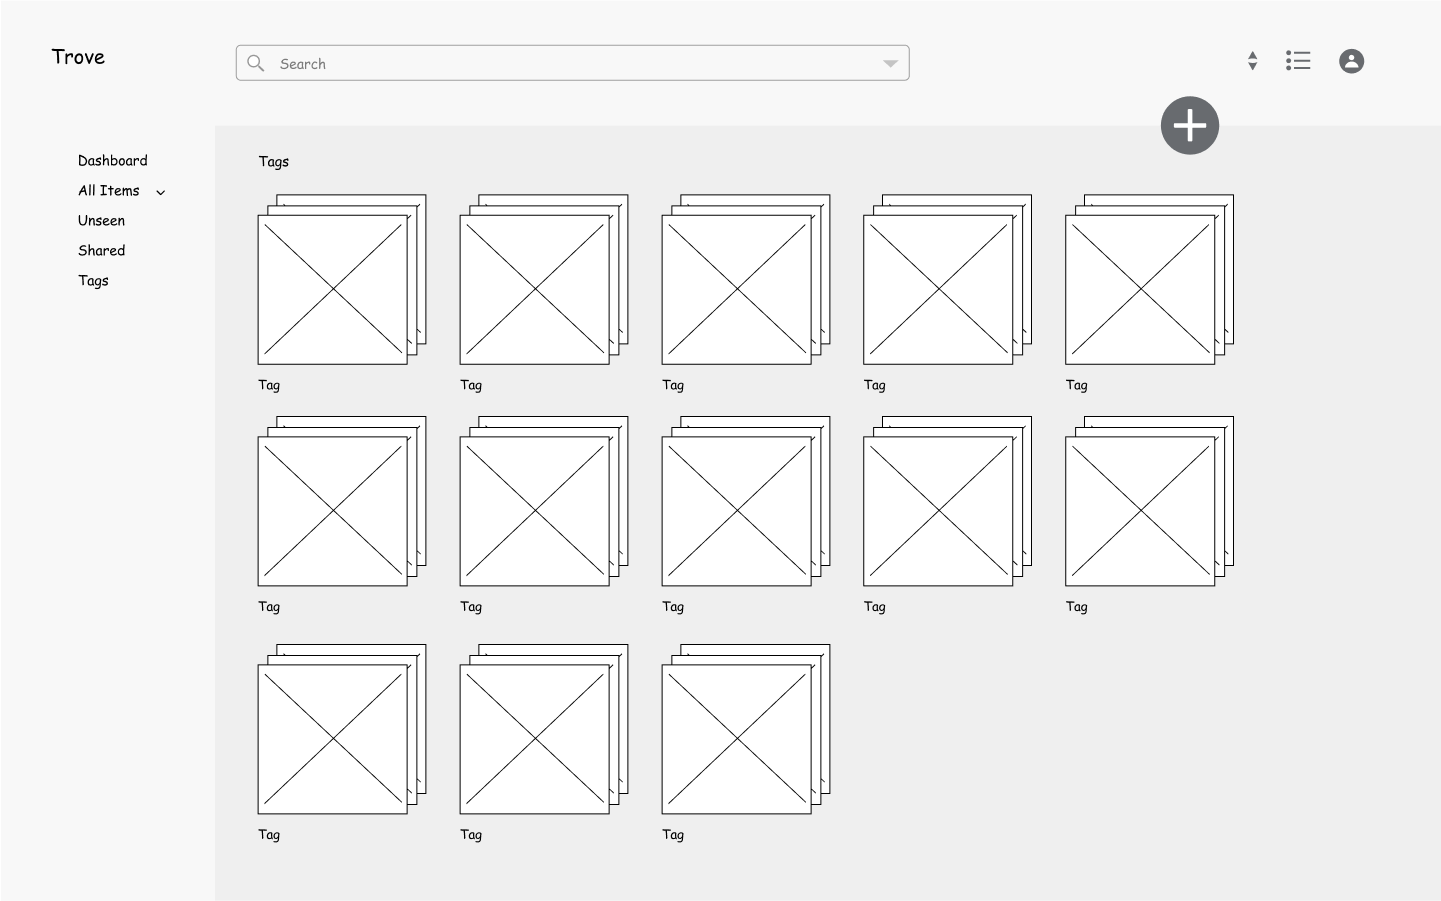 Trove
Search
Dashboard
All Items
Unseen
Shared
Tags
Tags
Tag Tag Tag Tag Tag
Tag Tag Tag Tag Tag
Tag Tag Tag